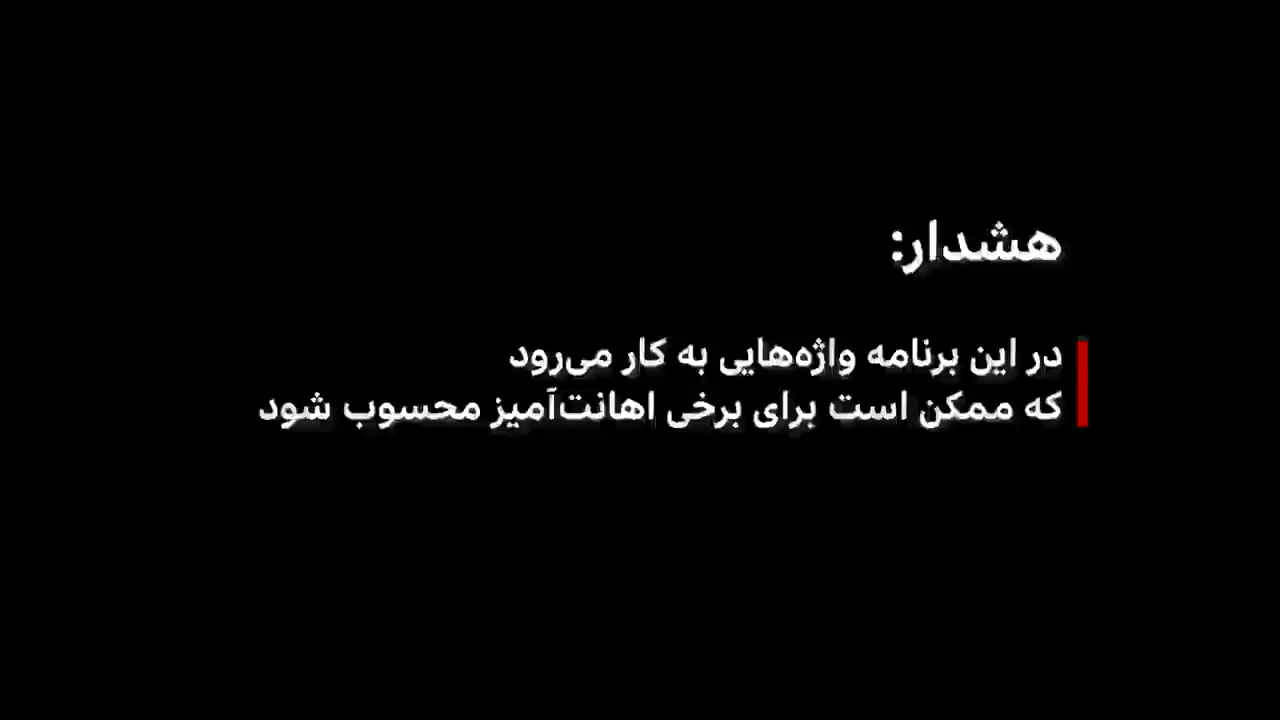 هشدار:
در این برنامه واژه‌هایی به کار می‌رود
که ممکن است برای برخی اهانت‌آمیز محسوب شود